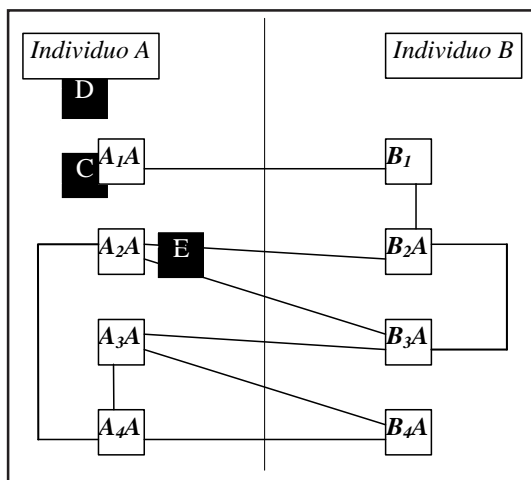 Individuo A Individuo B
D
C A₁A B₁
A₂A E B₂A
A₃A B₃A
A₄A B₄A